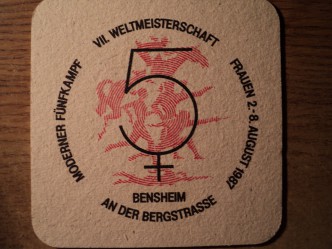 MODERNER FÜNFKAMPF
VII. WELTMEISTERSCHAFT
FRAUEN 2.-8. AUGUST 1987
5
BENSHEIM
AN DER BERGSTRASSE